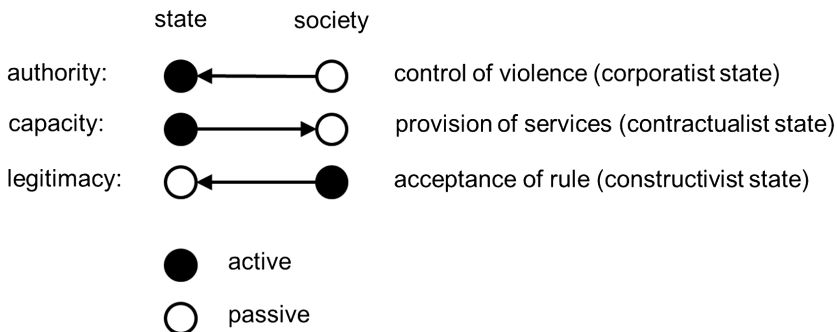 state society
authority: control of violence (corporatist state)
capacity: provision of services (contractualist state)
legitimacy: acceptance of rule (constructivist state)
active
passive